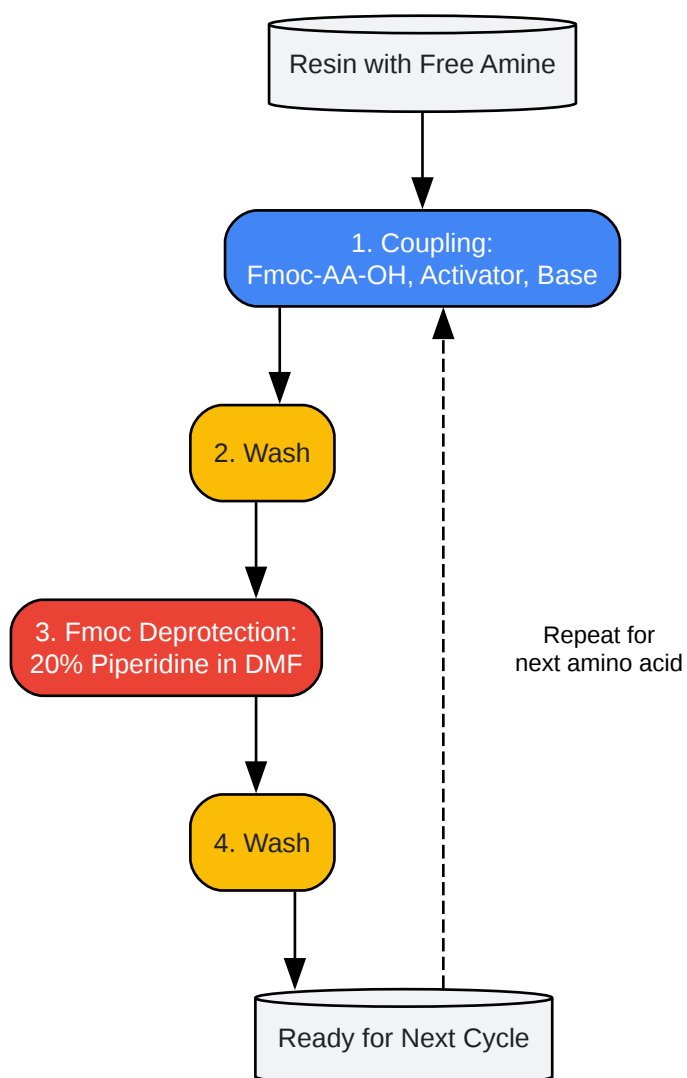 Resin with Free Amine
1. Coupling:
Fmoc-AA-OH, Activator, Base
2. Wash
3. Fmoc Deprotection:
20% Piperidine in DMF
Repeat for
next amino acid
4. Wash
Ready for Next Cycle